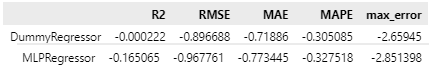 R2 RMSE MAE MAPE max_error
DummyRegressor -0.000222 -0.896688 -0.71886 -0.305085 -2.65945
MLPRegressor -0.165065 -0.967761 -0.773445 -0.327518 -2.851398